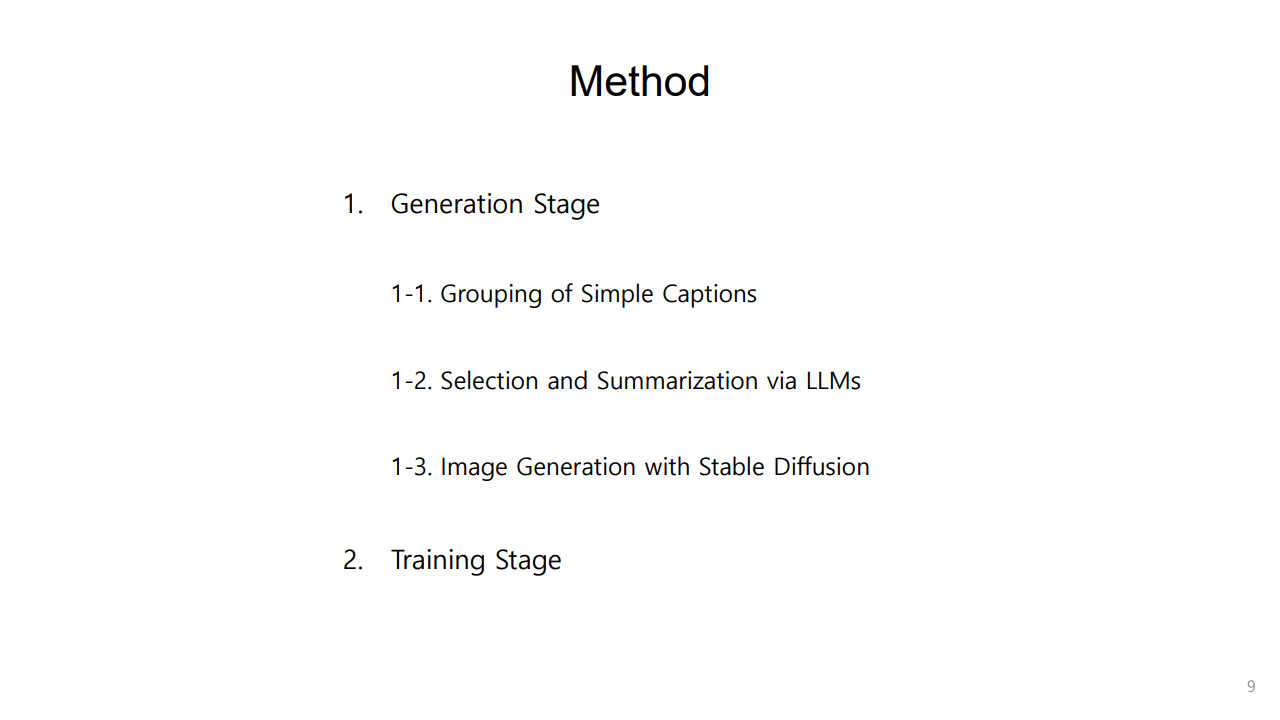 Method
1. Generation Stage
1-1. Grouping of Simple Captions
1-2. Selection and Summarization via LLMs
1-3. Image Generation with Stable Diffusion
2. Training Stage
9